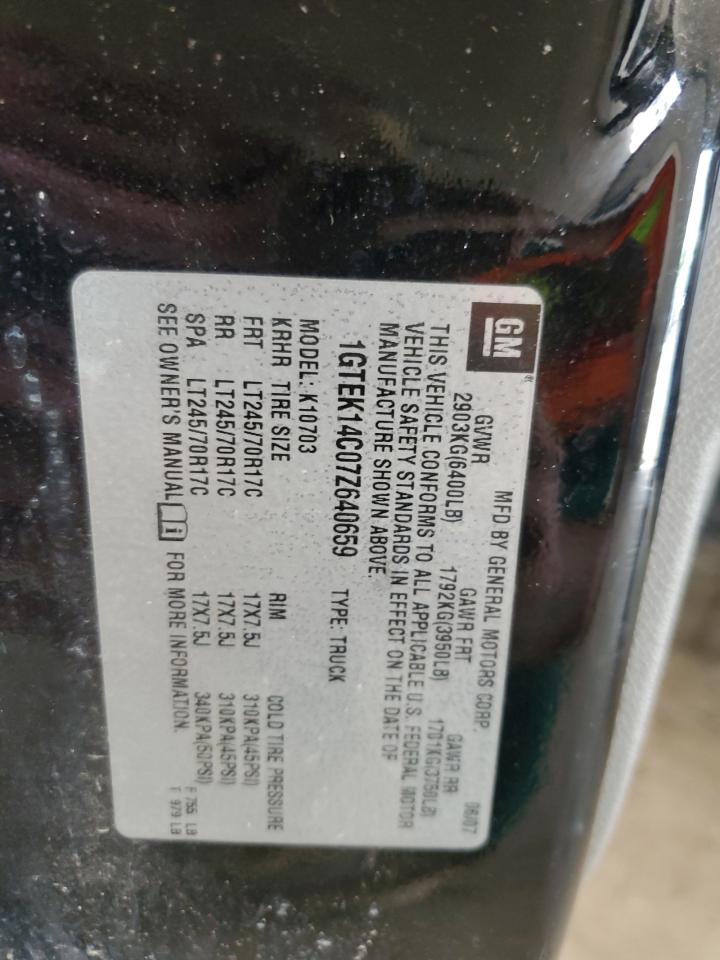 GM®
MFD BY GENERAL MOTORS CORP 06/07
GVWR GAWR FRT GAWR RR
2903KG(6400LB) 1792KG(3950LB) 1701KG(3750LB)
THIS VEHICLE CONFORMS TO ALL APPLICABLE U.S. FEDERAL MOTOR
VEHICLE SAFETY STANDARDS IN EFFECT ON THE DATE OF
MANUFACTURE SHOWN ABOVE.
1GTEK14C07Z640659 TYPE: TRUCK
MODEL: K10703
KRHR TIRE SIZE RIM COLD TIRE PRESSURE
FRT LT245/70R17C 17X7.5J 310KPA(45PSI)
RR LT245/70R17C 17X7.5J 310KPA(45PSI)
SPA LT245/70R17C 17X7.5J 340KPA(50PSI) F 755 LB
SEE OWNER'S MANUAL i FOR MORE INFORMATION. T 979 LB